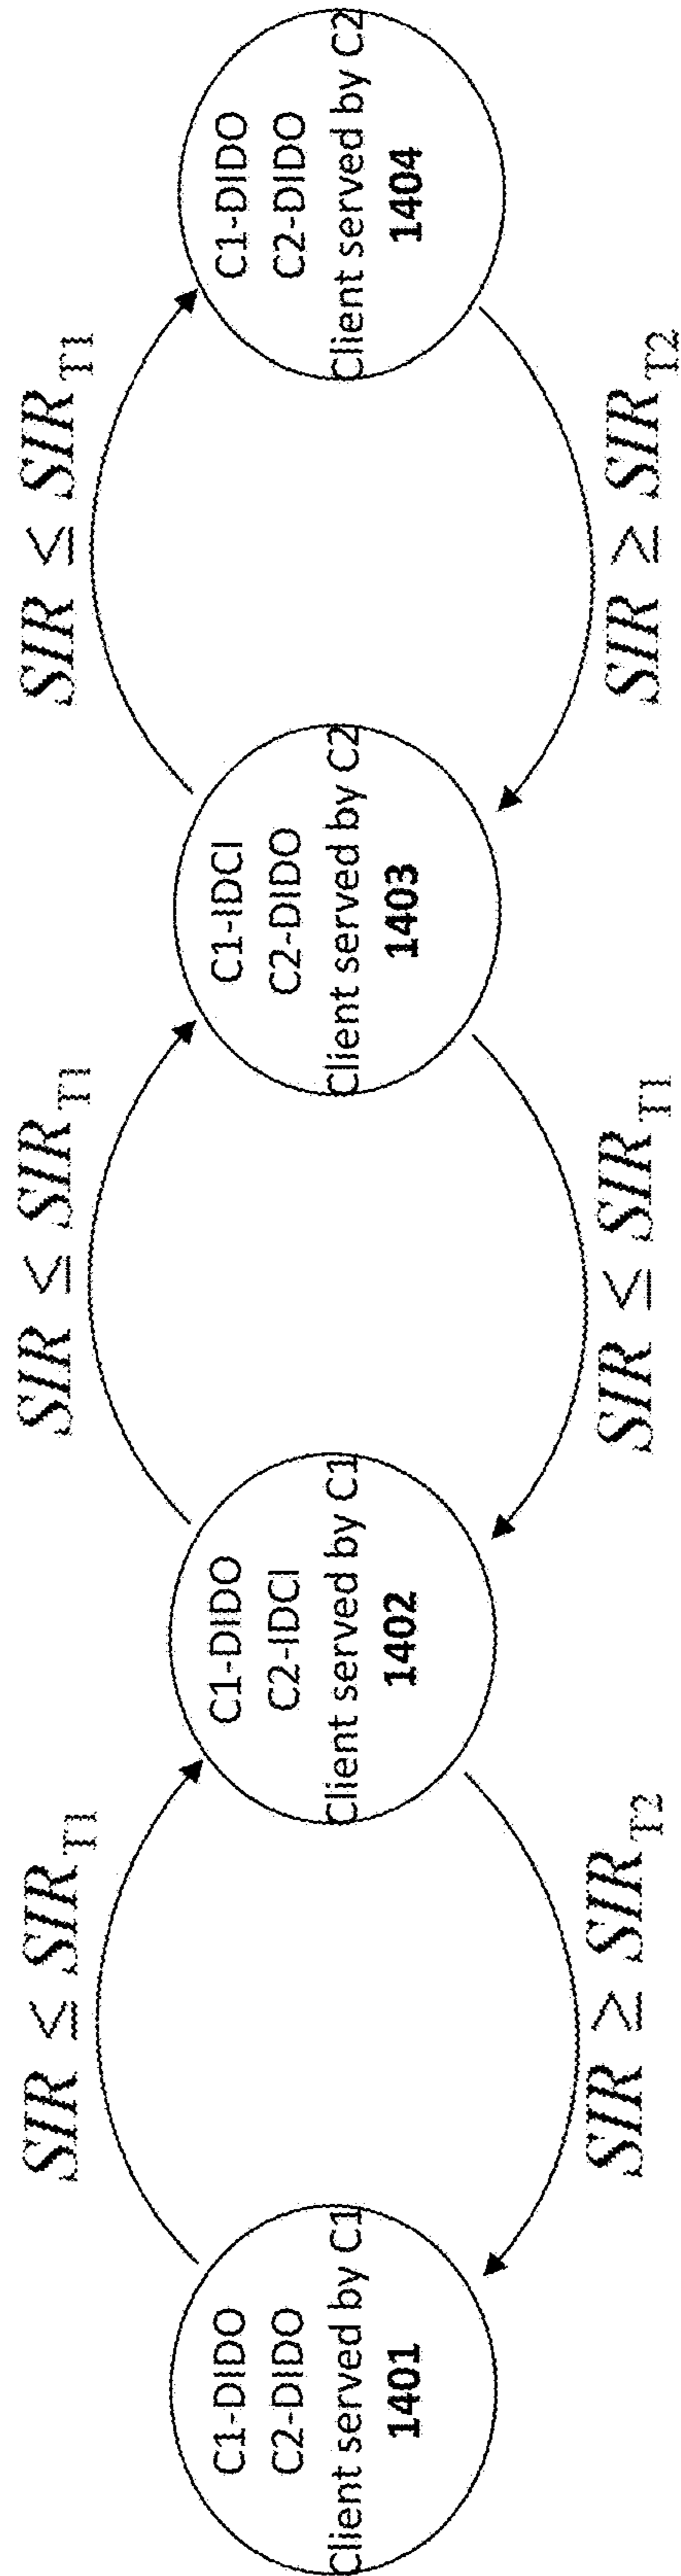 SIR ≤ SIR_T1
SIR ≤ SIR_T1
SIR ≤ SIR_T1
C1-DIDO
C2-DIDO
Client served by C1
1401
C1-DIDO
C2-IDCI
Client served by C1
1402
C1-IDCI
C2-DIDO
Client served by C2
1403
C1-DIDO
C2-DIDO
Client served by C2
1404
SIR ≥ SIR_T2
SIR ≤ SIR_T1
SIR ≥ SIR_T2